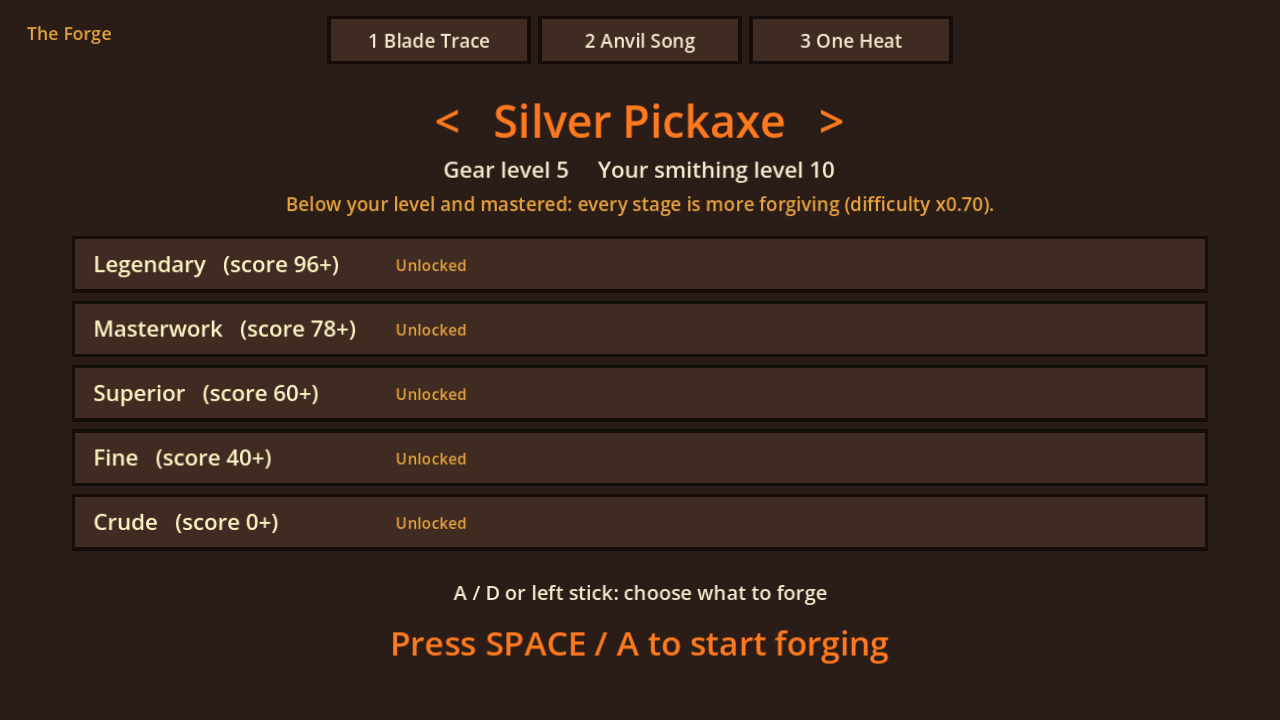 The Forge
1 Blade Trace
2 Anvil Song
3 One Heat
< Silver Pickaxe >
Gear level 5 Your smithing level 10
Below your level and mastered: every stage is more forgiving (difficulty x0.70).
Legendary (score 96+) Unlocked
Masterwork (score 78+) Unlocked
Superior (score 60+) Unlocked
Fine (score 40+) Unlocked
Crude (score 0+) Unlocked
A / D or left stick: choose what to forge
Press SPACE / A to start forging